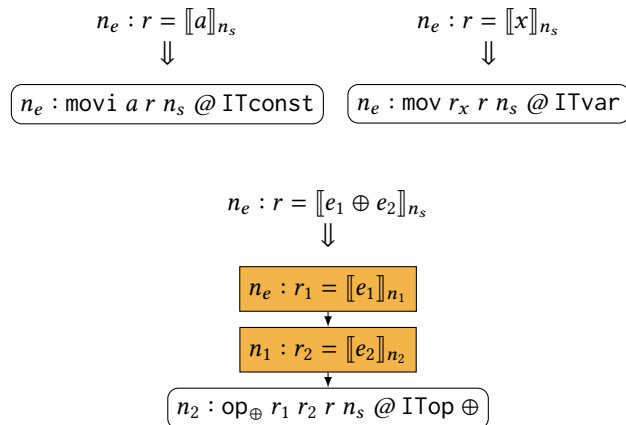 n_e : r = ⟦a⟧_{n_s}
⇓
n_e : movi a r n_s @ ITconst
n_e : r = ⟦x⟧_{n_s}
⇓
n_e : mov r_x r n_s @ ITvar
n_e : r = ⟦e_1 ⊕ e_2⟧_{n_s}
⇓
n_e : r_1 = ⟦e_1⟧_{n_1}
n_1 : r_2 = ⟦e_2⟧_{n_2}
n_2 : op_⊕ r_1 r_2 r n_s @ ITop ⊕